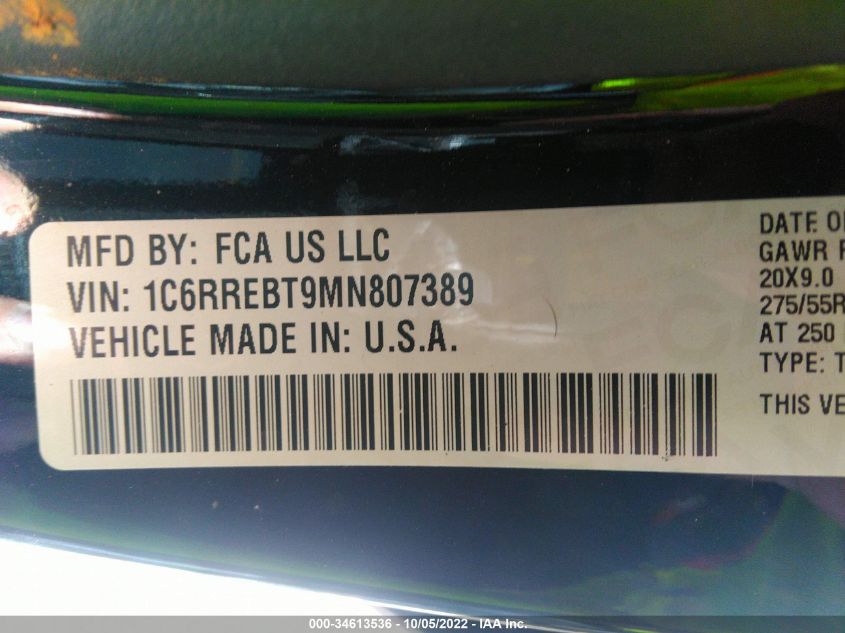 MFD BY: FCA US LLC
VIN: 1C6RREBT9MN807389
VEHICLE MADE IN: U.S.A.
DATE O
GAWR
20X9.0
275/55R
AT 250
TYPE: T
THIS VE
000-34613536 - 10/05/2022 - IAA Inc.